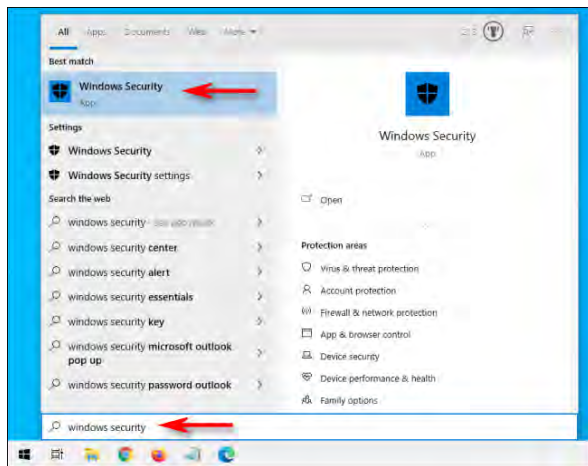 All Apps Documents Web More
Best match
Windows Security
App
Settings
Windows Security
Windows Security settings
Search the web
windows security - See web results
windows security center
windows security alert
windows security essentials
windows security key
windows security microsoft outlook
pop up
windows security password outlook
windows security
Windows Security
App
Open
Protection areas
Virus & threat protection
Account protection
Firewall & network protection
App & browser control
Device security
Device performance & health
Family options